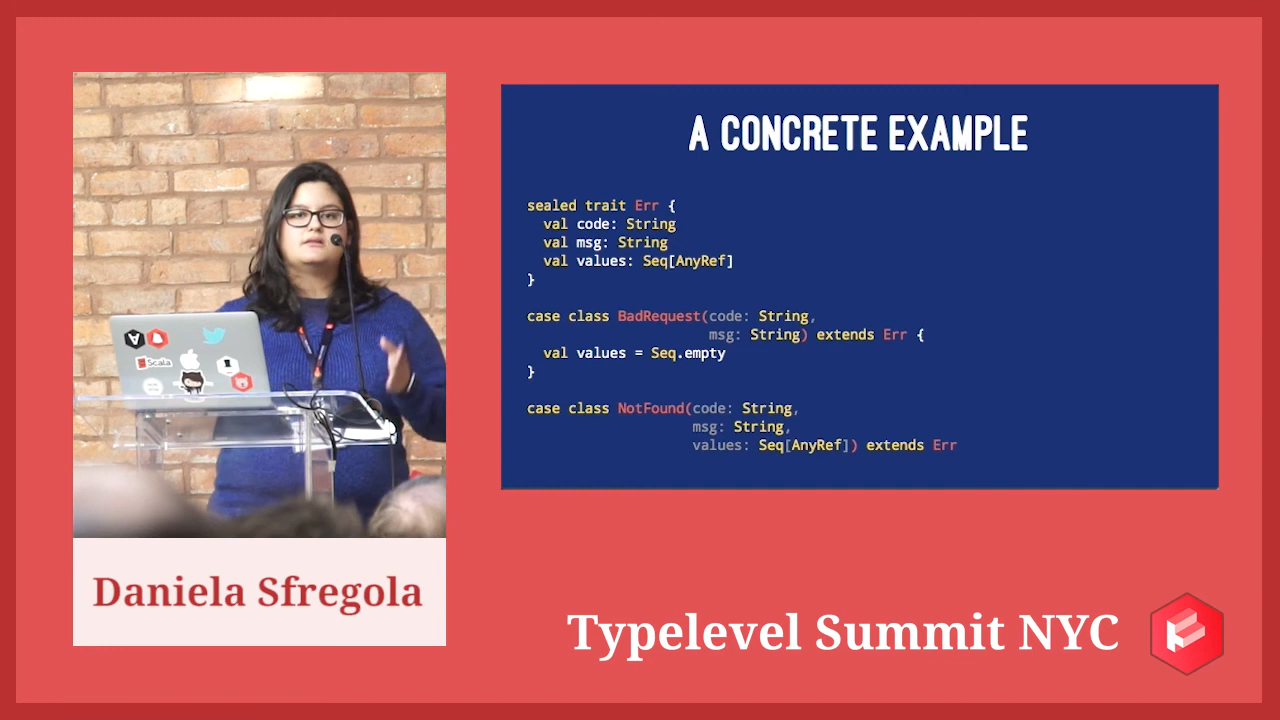 A CONCRETE EXAMPLE
sealed trait Err {
  val code: String
  val msg: String
  val values: Seq[AnyRef]
}
case class BadRequest(code: String,
                      msg: String) extends Err {
  val values = Seq.empty
}
case class NotFound(code: String,
                    msg: String,
                    values: Seq[AnyRef]) extends Err
Scala
Daniela Sfregola
Typelevel Summit NYC